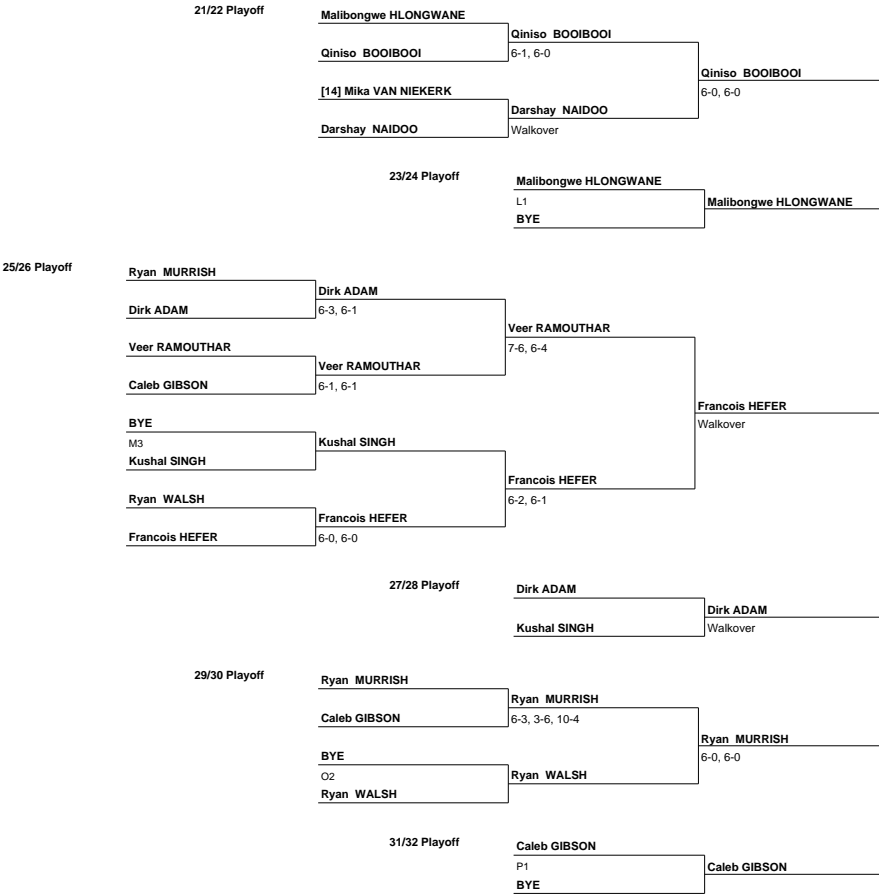 21/22 Playoff
Malibongwe HLONGWANE
Qiniso BOOIBOOI
Qiniso BOOIBOOI
6-1, 6-0
Qiniso BOOIBOOI
6-0, 6-0
[14] Mika VAN NIEKERK
Darshay NAIDOO
Darshay NAIDOO
Walkover
23/24 Playoff
Malibongwe HLONGWANE
L1
Malibongwe HLONGWANE
BYE
25/26 Playoff
Ryan MURRISH
Dirk ADAM
Dirk ADAM
6-3, 6-1
Veer RAMOUTHAR
7-6, 6-4
Veer RAMOUTHAR
Veer RAMOUTHAR
Caleb GIBSON
6-1, 6-1
Francois HEFER
Walkover
BYE
M3
Kushal SINGH
Kushal SINGH
Francois HEFER
6-2, 6-1
Ryan WALSH
Francois HEFER
Francois HEFER
6-0, 6-0
27/28 Playoff
Dirk ADAM
Dirk ADAM
Kushal SINGH
Walkover
29/30 Playoff
Ryan MURRISH
Ryan MURRISH
Caleb GIBSON
6-3, 3-6, 10-4
Ryan MURRISH
6-0, 6-0
BYE
O2
Ryan WALSH
Ryan WALSH
31/32 Playoff
Caleb GIBSON
P1
Caleb GIBSON
BYE